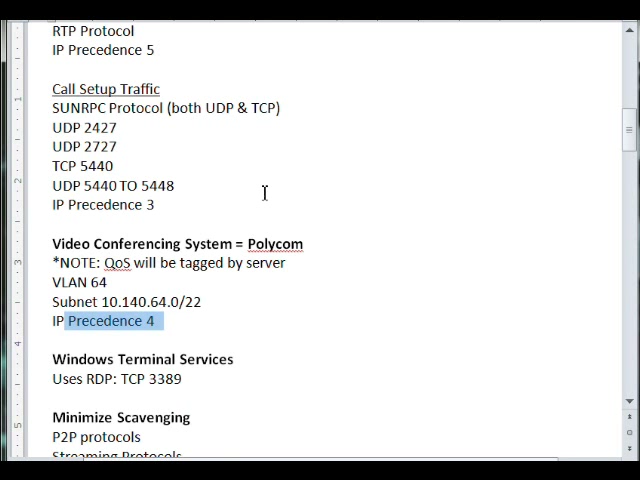 RTP Protocol
IP Precedence 5
Call Setup Traffic
SUNRPC Protocol (both UDP & TCP)
UDP 2427
UDP 2727
TCP 5440
UDP 5440 TO 5448
IP Precedence 3
Video Conferencing System = Polycom
*NOTE: QoS will be tagged by server
VLAN 64
Subnet 10.140.64.0/22
IP Precedence 4
Windows Terminal Services
Uses RDP: TCP 3389
Minimize Scavenging
P2P protocols
Streaming Protocols